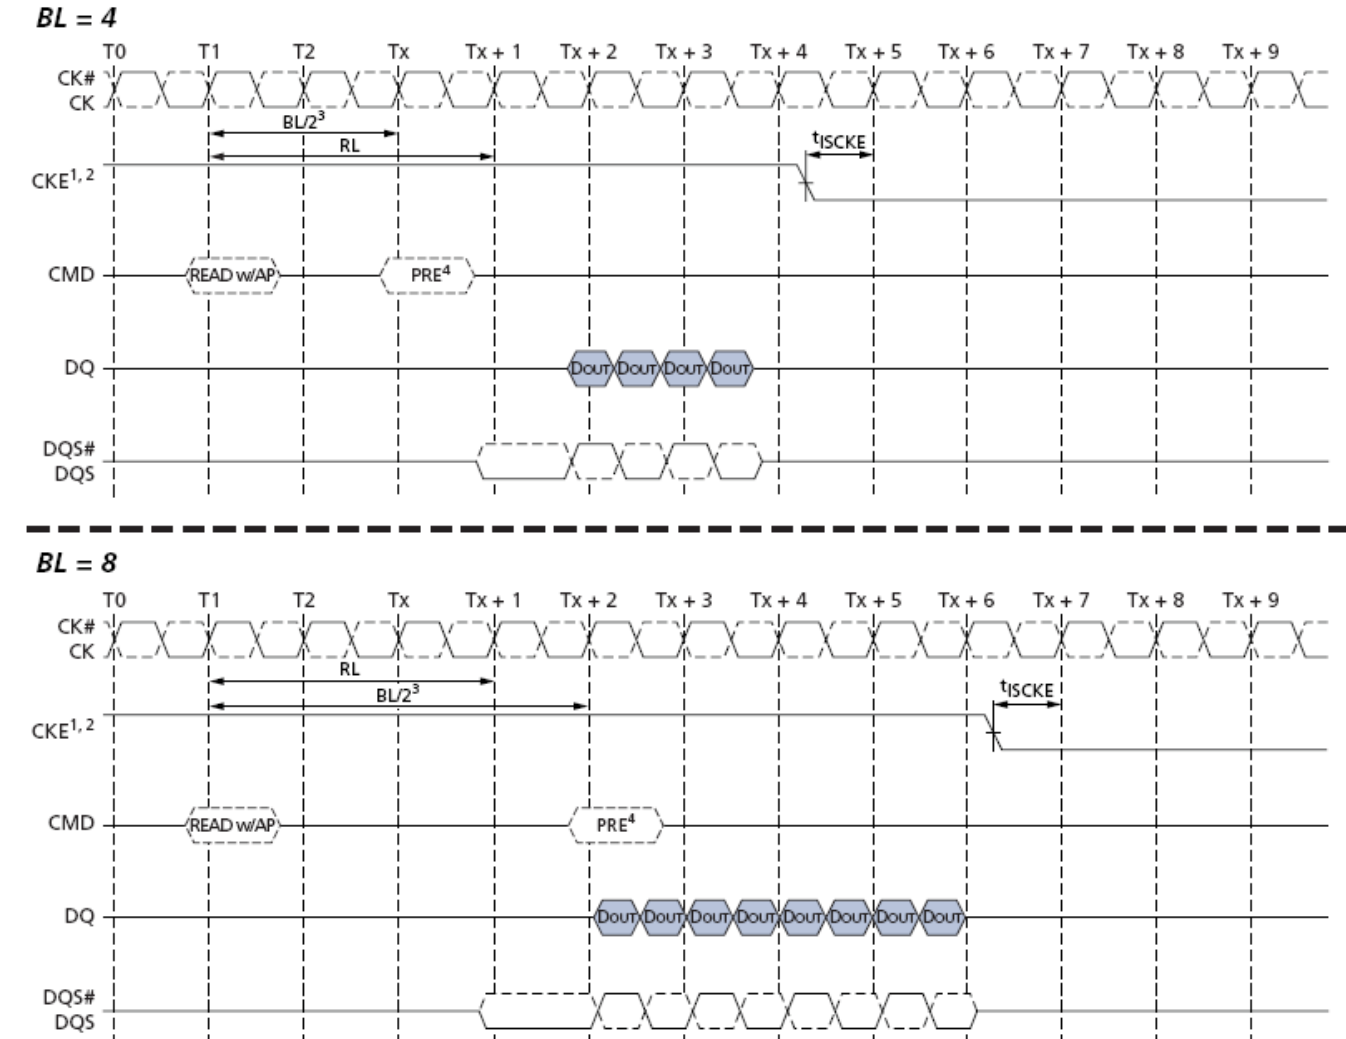 BL = 4
T0 T1 T2 Tx Tx + 1 Tx + 2 Tx + 3 Tx + 4 Tx + 5 Tx + 6 Tx + 7 Tx + 8 Tx + 9
CK#
CK
BL/2³
tISCKE
RL
CKE¹,²
CMD READ w/AP PRE⁴
DQ DOUT DOUT DOUT DOUT
DQS#
DQS
BL = 8
T0 T1 T2 Tx Tx + 1 Tx + 2 Tx + 3 Tx + 4 Tx + 5 Tx + 6 Tx + 7 Tx + 8 Tx + 9
CK#
CK
RL
tISCKE
BL/2³
CKE¹,²
CMD READ w/AP PRE⁴
DQ DOUT DOUT DOUT DOUT DOUT DOUT DOUT DOUT
DQS#
DQS